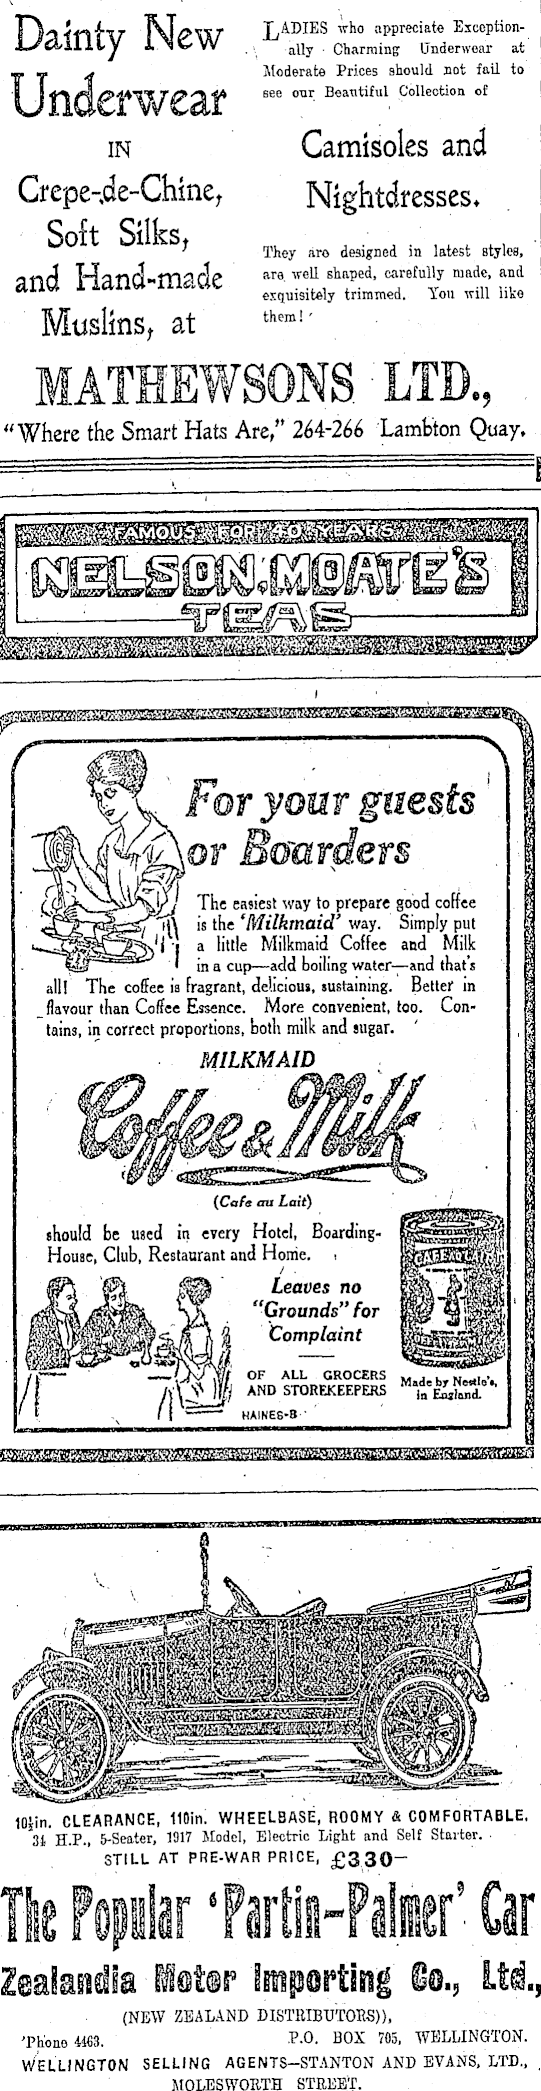 Dainty New
Underwear
IN
Crepe-de-Chine,
Soft Silks,
and Hand-made
Muslins, at
LADIES who appreciate Exception-
ally Charming Underwear at
Moderate Prices should not fail to
see our Beautiful Collection of
Camisoles and
Nightdresses.
They are designed in latest styles,
are well shaped, carefully made, and
exquisitely trimmed. You will like
them!
MATHEWSONS LTD.,
"Where the Smart Hats Are," 264-266 Lambton Quay.
FAMOUS FOR 40 YEARS
NELSON, MOATE'S
TEAS
For your guests
or Boarders
The easiest way to prepare good coffee
is the 'Milkmaid' way. Simply put
a little Milkmaid Coffee and Milk
in a cup—add boiling water—and that's
all! The coffee is fragrant, delicious, sustaining. Better in
flavour than Coffee Essence. More convenient, too. Con-
tains, in correct proportions, both milk and sugar.
MILKMAID
Coffee & Milk
(Cafe au Lait)
should be used in every Hotel, Boarding-
House, Club, Restaurant and Home.
CAFE AU LAIT
Leaves no
"Grounds" for
Complaint
OF ALL GROCERS
AND STOREKEEPERS
Made by Nestle's,
in England.
HAINES-B
10½in. CLEARANCE, 110in. WHEELBASE, ROOMY & COMFORTABLE.
34 H.P., 5-Seater, 1917 Model, Electric Light and Self Starter.
STILL AT PRE-WAR PRICE, £330—
The Popular 'Partin-Palmer' Car
Zealandia Motor Importing Co., Ltd.,
(NEW ZEALAND DISTRIBUTORS)),
'Phone 4463. P.O. BOX 705, WELLINGTON.
WELLINGTON SELLING AGENTS—STANTON AND EVANS, LTD.,
MOLESWORTH STREET.